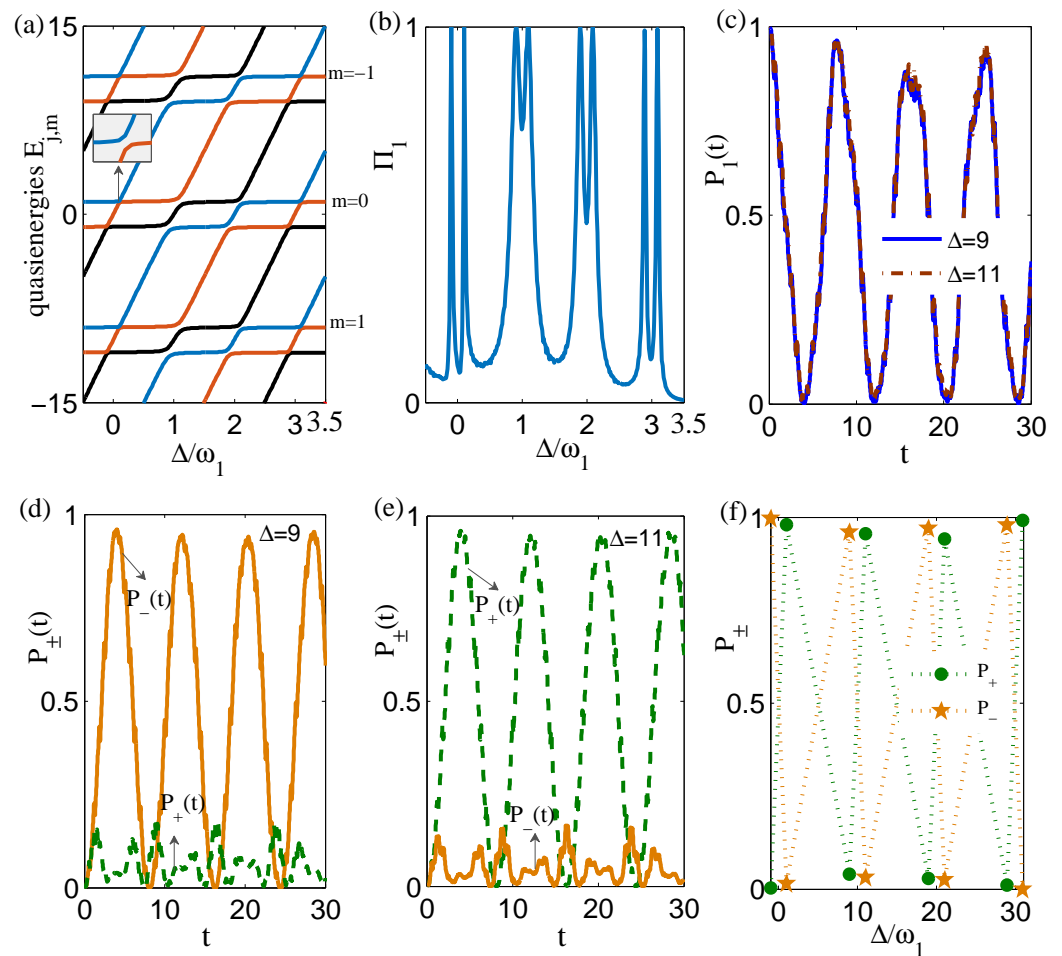 (a)
15
0
−15
quasienergies E_{j,m}
m=−1
m=0
m=1
0
1
2
3
3.5
Δ/ω_1
(b)
1
0
Π_1
0
1
2
3
3.5
Δ/ω_1
(c)
1
0.5
0
P_1(t)
Δ=9
Δ=11
0
10
20
30
t
(d)
1
0.5
0
P_±(t)
Δ=9
P_−(t)
P_+(t)
0
10
20
30
t
(e)
1
0.5
0
P_±(t)
Δ=11
P_+(t)
P_−(t)
0
10
20
30
t
(f)
1
0.5
0
P_±
P_+
P_−
0
10
20
30
Δ/ω_1